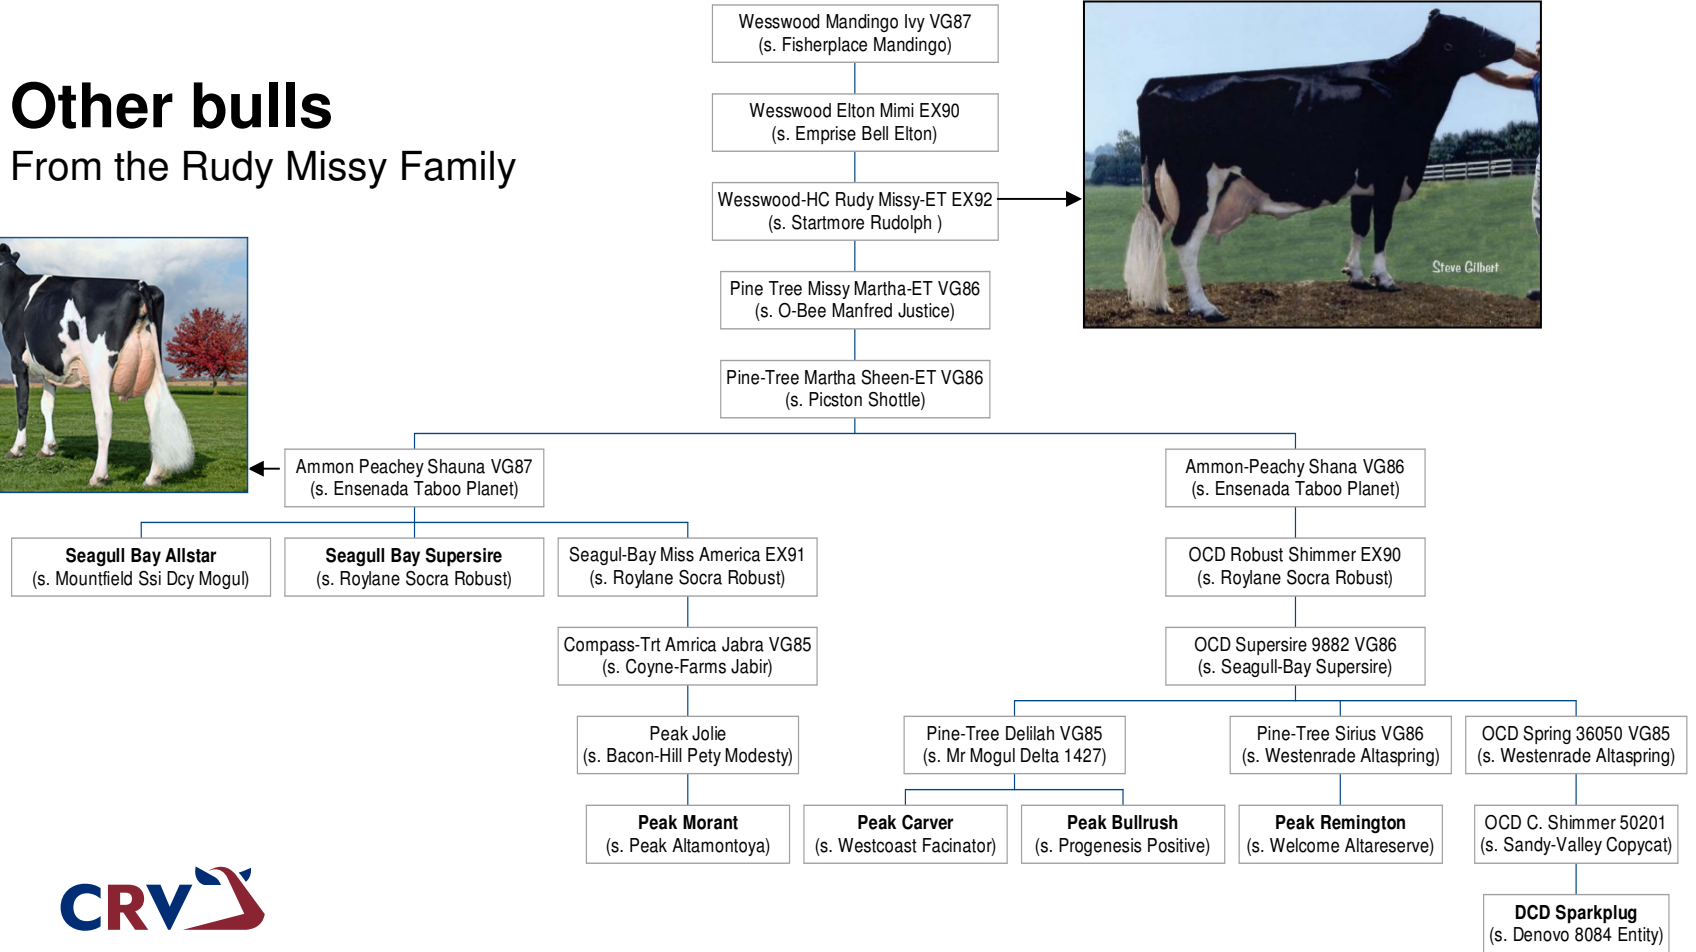 Other bulls
From the Rudy Missy Family
Wesswood Mandingo Ivy VG87
(s. Fisherplace Mandingo)
Wesswood Elton Mimi EX90
(s. Emprise Bell Elton)
Wesswood-HC Rudy Missy-ET EX92
(s. Startmore Rudolph )
Steve Gilbert
Pine Tree Missy Martha-ET VG86
(s. O-Bee Manfred Justice)
Pine-Tree Martha Sheen-ET VG86
(s. Picston Shottle)
Ammon Peachey Shauna VG87
(s. Ensenada Taboo Planet)
Ammon-Peachy Shana VG86
(s. Ensenada Taboo Planet)
Seagull Bay Allstar
(s. Mountfield Ssi Dcy Mogul)
Seagull Bay Supersire
(s. Roylane Socra Robust)
Seagul-Bay Miss America EX91
(s. Roylane Socra Robust)
OCD Robust Shimmer EX90
(s. Roylane Socra Robust)
Compass-Trt Amrica Jabra VG85
(s. Coyne-Farms Jabir)
OCD Supersire 9882 VG86
(s. Seagull-Bay Supersire)
Peak Jolie
(s. Bacon-Hill Pety Modesty)
Pine-Tree Delilah VG85
(s. Mr Mogul Delta 1427)
Pine-Tree Sirius VG86
(s. Westenrade Altaspring)
OCD Spring 36050 VG85
(s. Westenrade Altaspring)
Peak Morant
(s. Peak Altamontoya)
Peak Carver
(s. Westcoast Facinator)
Peak Bullrush
(s. Progenesis Positive)
Peak Remington
(s. Welcome Altareserve)
OCD C. Shimmer 50201
(s. Sandy-Valley Copycat)
DCD Sparkplug
(s. Denovo 8084 Entity)
CRV